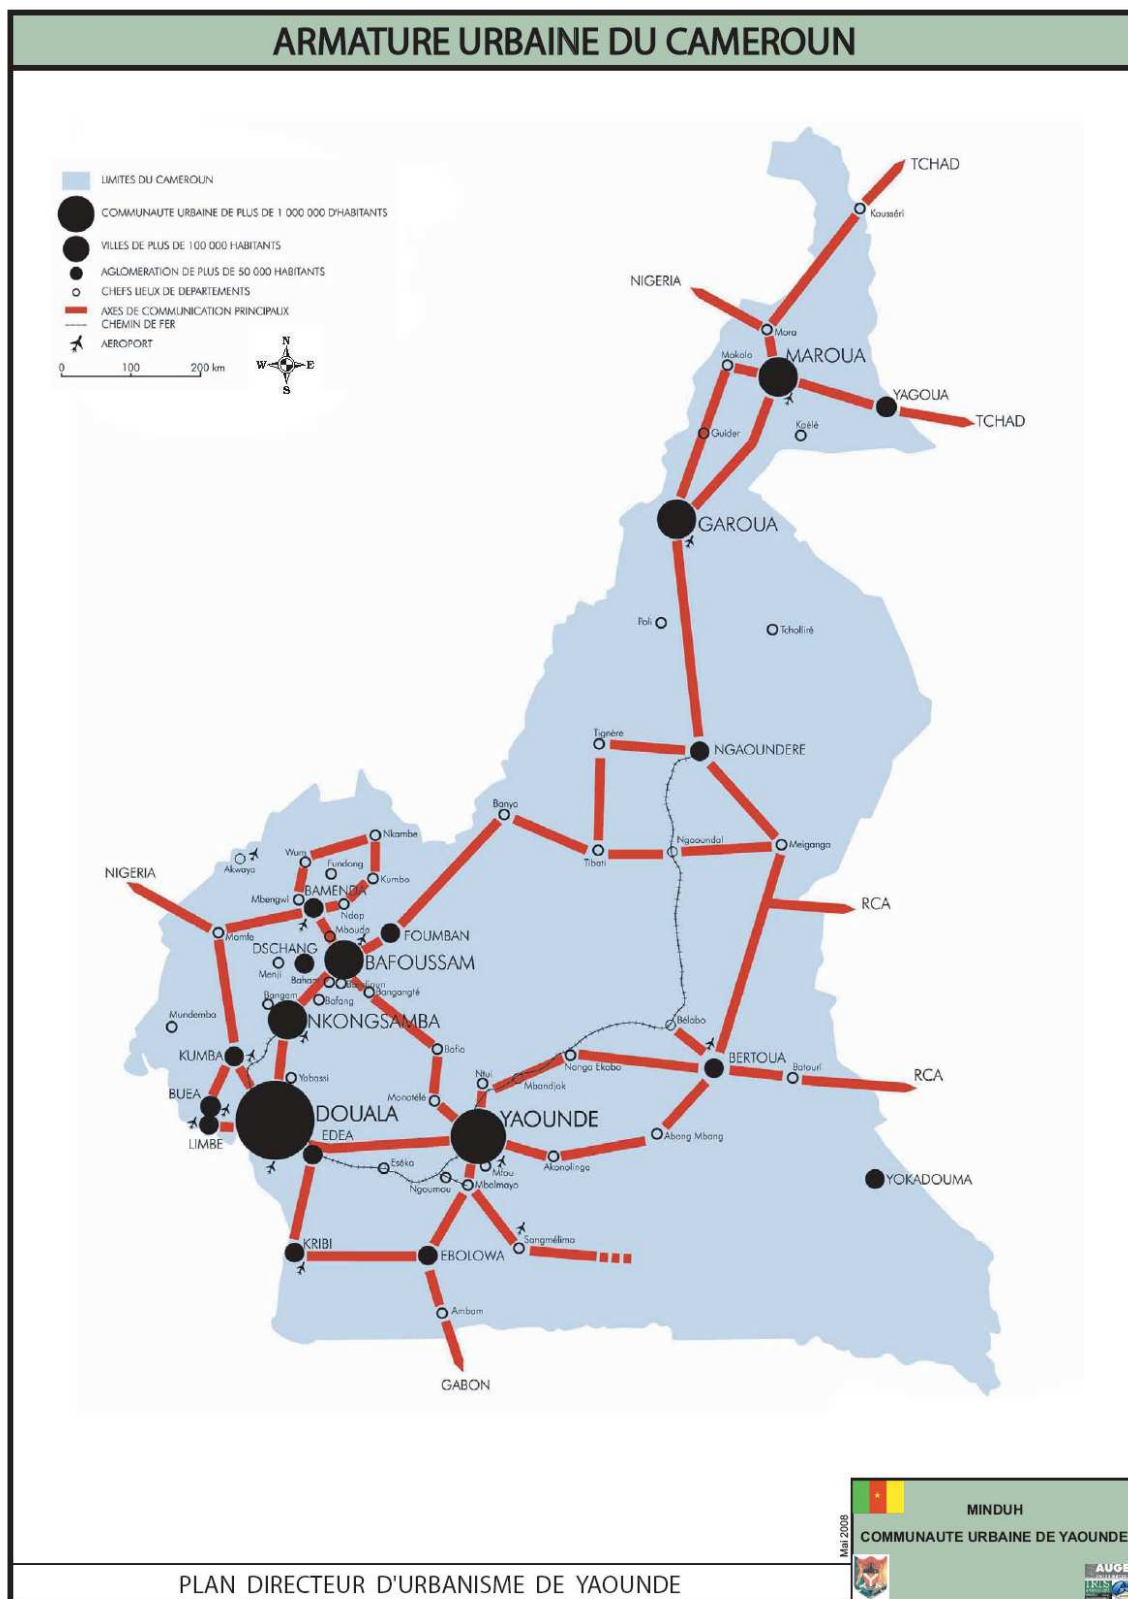 ARMATURE URBAINE DU CAMEROUN
LIMITES DU CAMEROUN
COMMUNAUTE URBAINE DE PLUS DE 1 000 000 D'HABITANTS
VILLES DE PLUS DE 100 000 HABITANTS
AGLOMERATION DE PLUS DE 50 000 HABITANTS
CHEFS LIEUX DE DEPARTEMENTS
AXES DE COMMUNICATION PRINCIPAUX
CHEMIN DE FER
AEROPORT
0 100 200 km
N
W E
S
TCHAD
Kousséri
NIGERIA
Mora
Mokolo
MAROUA
YAGOUA
TCHAD
Guider
Kaélé
GAROUA
Poli
Tcholliré
Tignère
NGAOUNDERE
Banyo
Nkambe
Ngaoundal
Meiganga
Tibati
Wum
Fundong
Akwaya
NIGERIA
Kumbo
Mbengwi
BAMENDA
Ndop
RCA
Mbouda
Mamfe
FOUMBAN
DSCHANG
BAFOUSSAM
Menji
Bangangté
Bafang
Bangem
NKONGSAMBA
Mundemba
Bélabo
Bafia
KUMBA
BERTOUA
Nanga Eboko
Ntui
Mbandjok
Batouri
RCA
Yabassi
BUEA
Monatélé
DOUALA
YAOUNDE
LIMBE
EDEA
Abong Mbang
Akonolinga
Eséka
Mfou
Ngoumou
Mbalmayo
YOKADOUMA
KRIBI
Sangmélima
EBOLOWA
Ambam
GABON
Mai 2008
MINDUH
COMMUNAUTE URBAINE DE YAOUNDE
AUGE
IRIS
PLAN DIRECTEUR D'URBANISME DE YAOUNDE